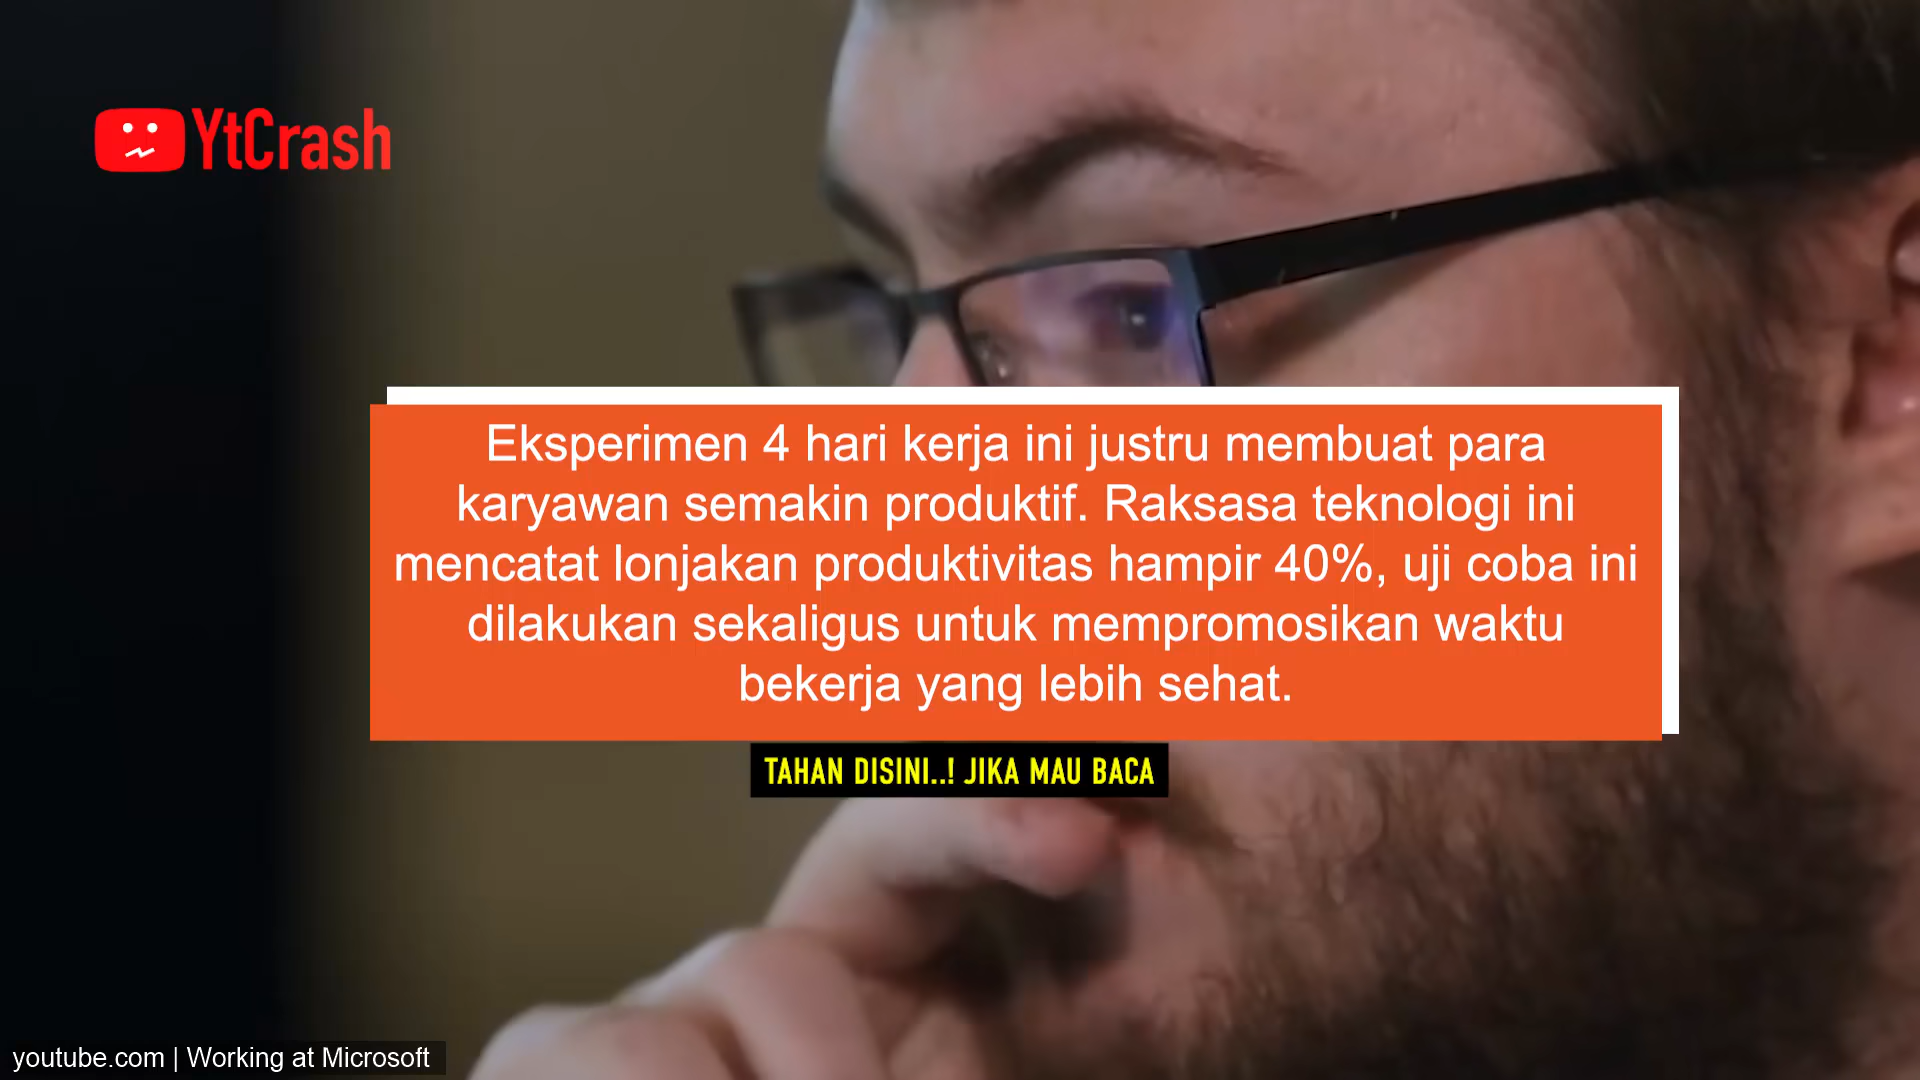 YtCrash
Eksperimen 4 hari kerja ini justru membuat para
karyawan semakin produktif. Raksasa teknologi ini
mencatat lonjakan produktivitas hampir 40%, uji coba ini
dilakukan sekaligus untuk mempromosikan waktu
bekerja yang lebih sehat.
TAHAN DISINI..! JIKA MAU BACA
youtube.com | Working at Microsoft